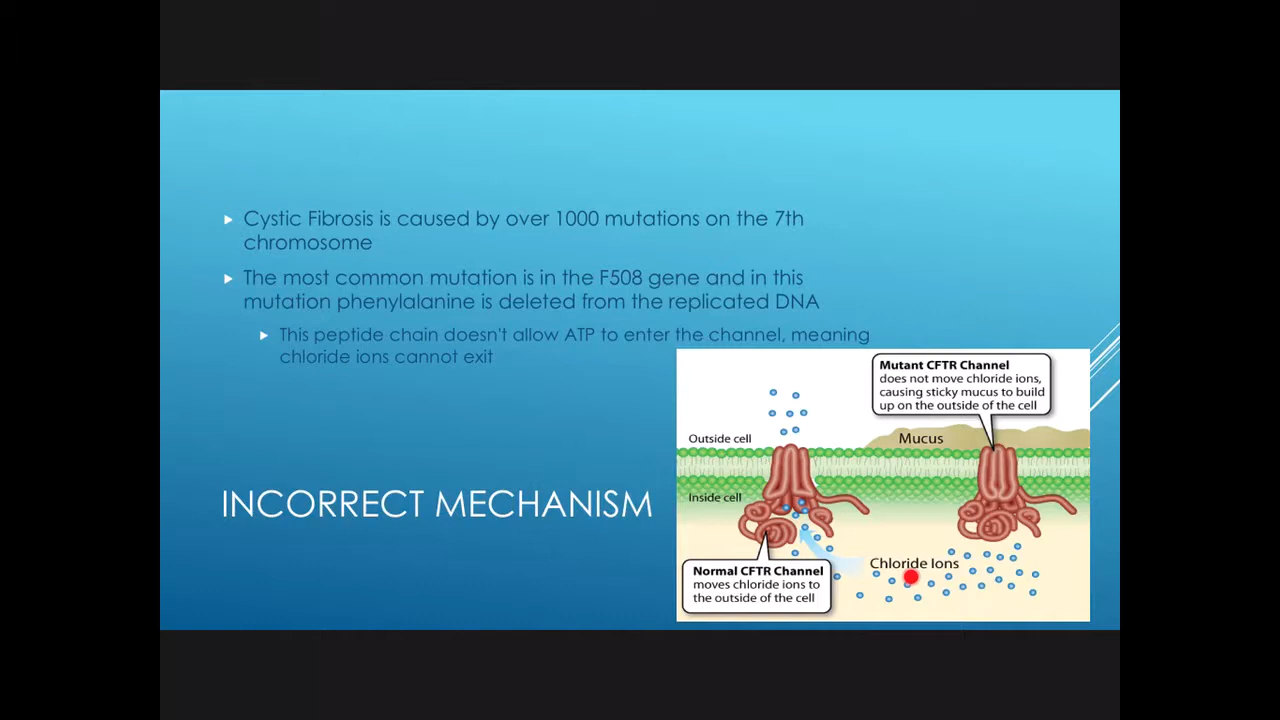 Cystic Fibrosis is caused by over 1000 mutations on the 7th
chromosome
The most common mutation is in the F508 gene and in this
mutation phenylalanine is deleted from the replicated DNA
This peptide chain doesn't allow ATP to enter the channel, meaning
chloride ions cannot exit
INCORRECT MECHANISM
Mutant CFTR Channel
does not move chloride ions,
causing sticky mucus to build
up on the outside of the cell
Outside cell
Mucus
Inside cell
Chloride Ions
Normal CFTR Channel
moves chloride ions to
the outside of the cell